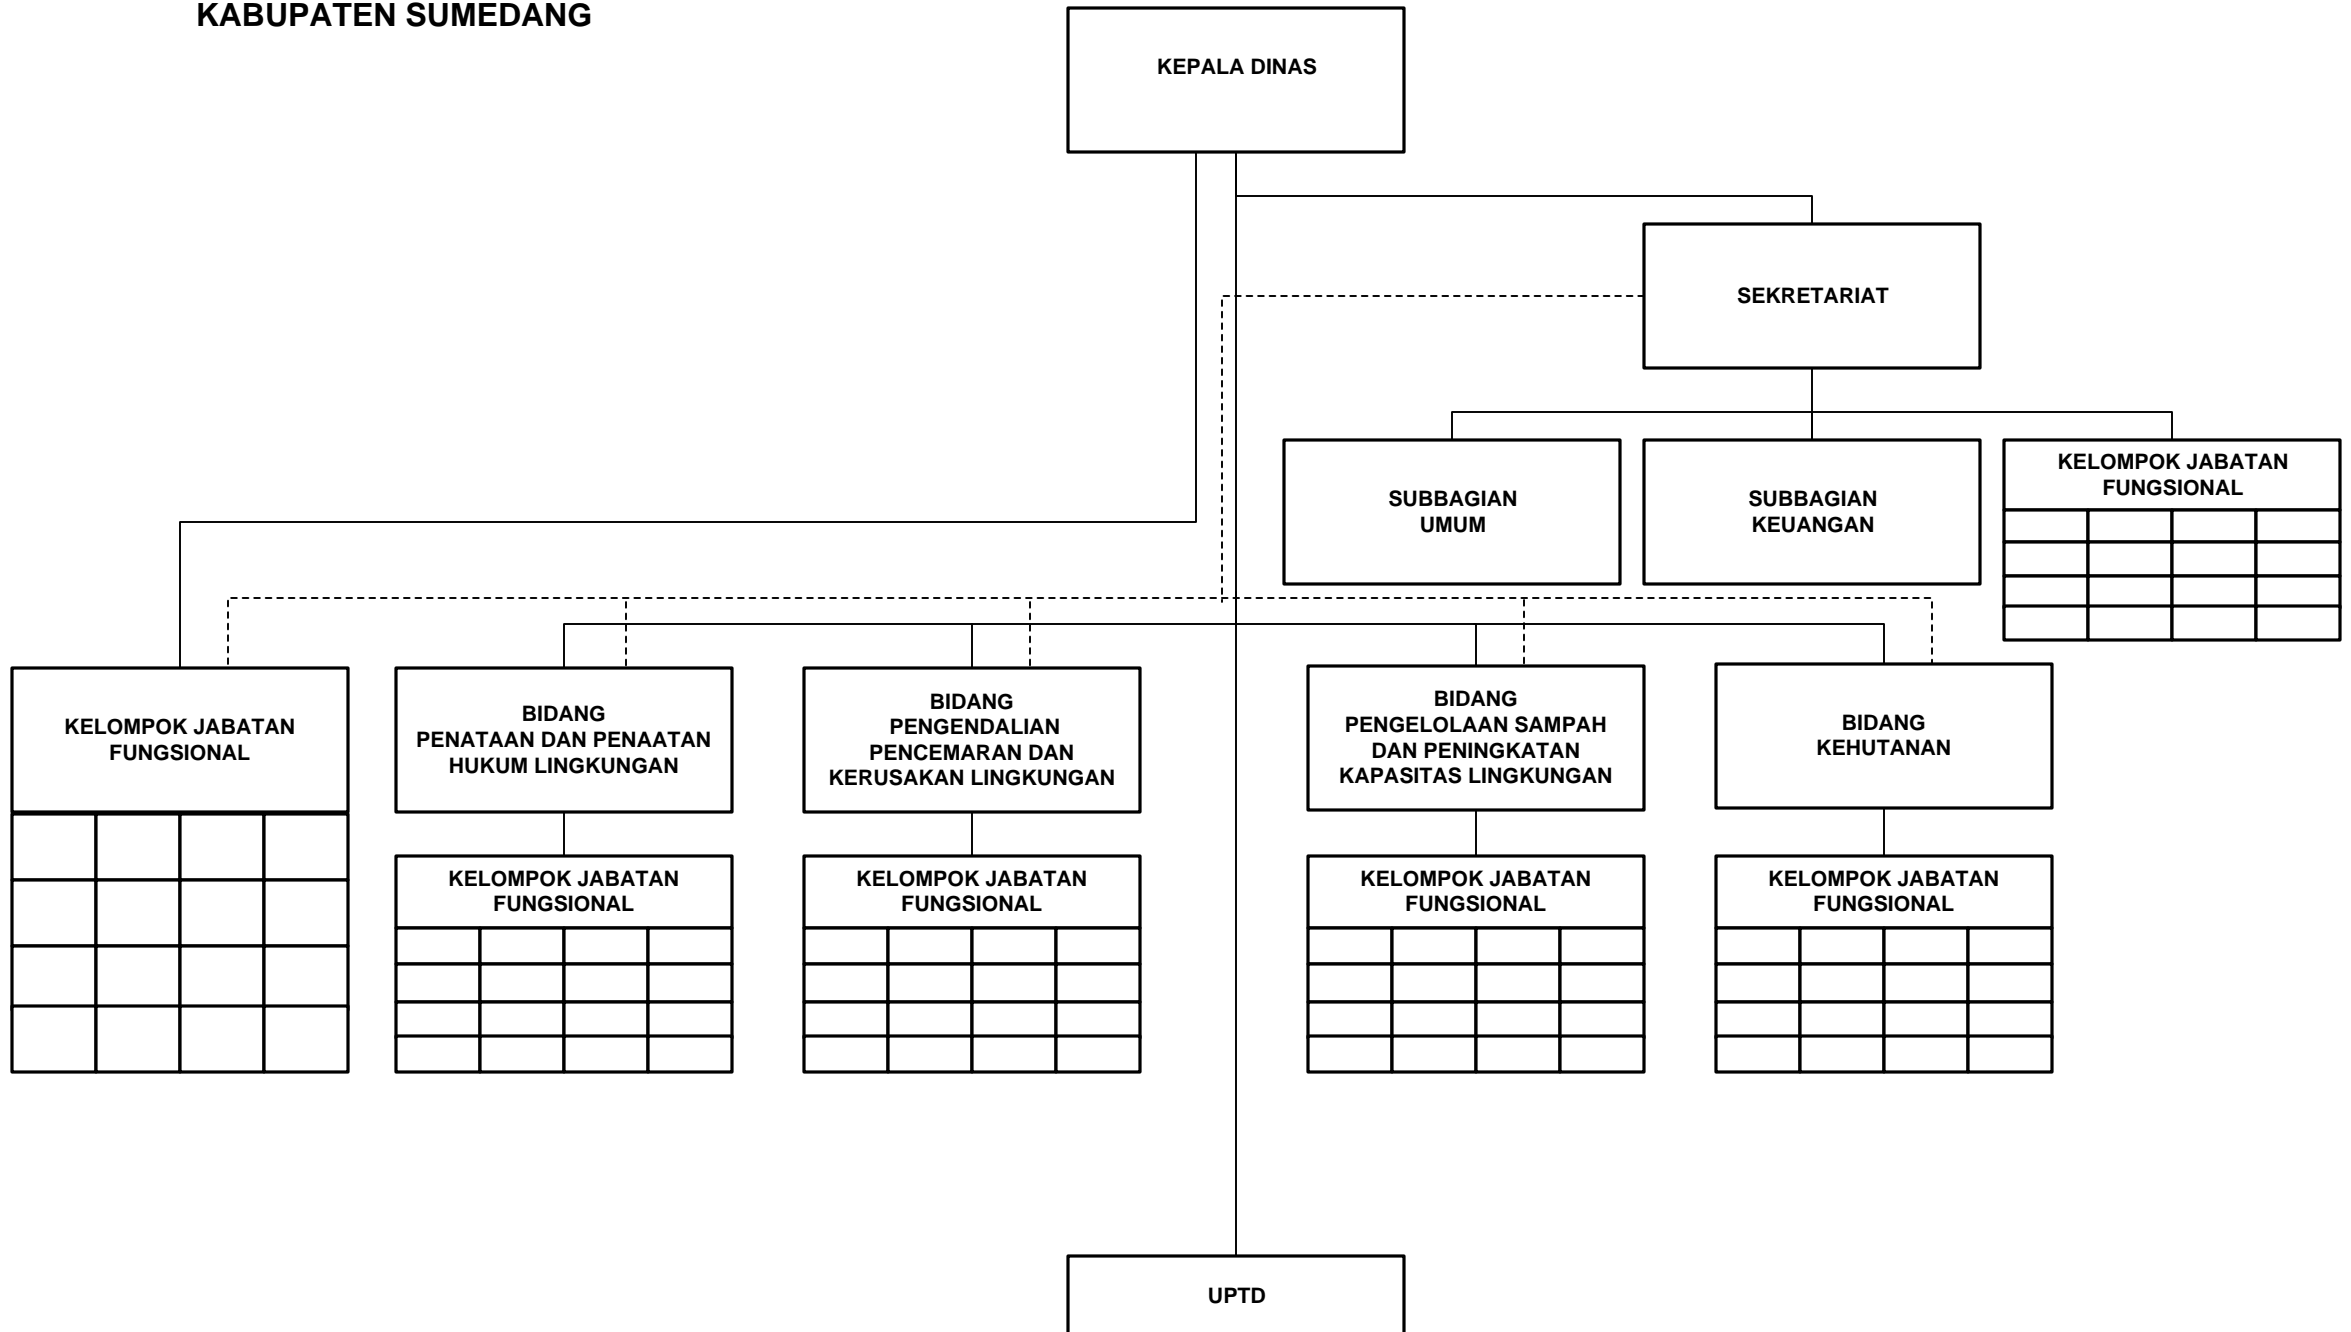 KABUPATEN SUMEDANG
KEPALA DINAS
SEKRETARIAT
SUBBAGIAN
UMUM
SUBBAGIAN
KEUANGAN
KELOMPOK JABATAN
FUNGSIONAL
KELOMPOK JABATAN
FUNGSIONAL
BIDANG
PENATAAN DAN PENAATAN
HUKUM LINGKUNGAN
BIDANG
PENGENDALIAN
PENCEMARAN DAN
KERUSAKAN LINGKUNGAN
BIDANG
PENGELOLAAN SAMPAH
DAN PENINGKATAN
KAPASITAS LINGKUNGAN
BIDANG
KEHUTANAN
KELOMPOK JABATAN
FUNGSIONAL
KELOMPOK JABATAN
FUNGSIONAL
KELOMPOK JABATAN
FUNGSIONAL
KELOMPOK JABATAN
FUNGSIONAL
UPTD